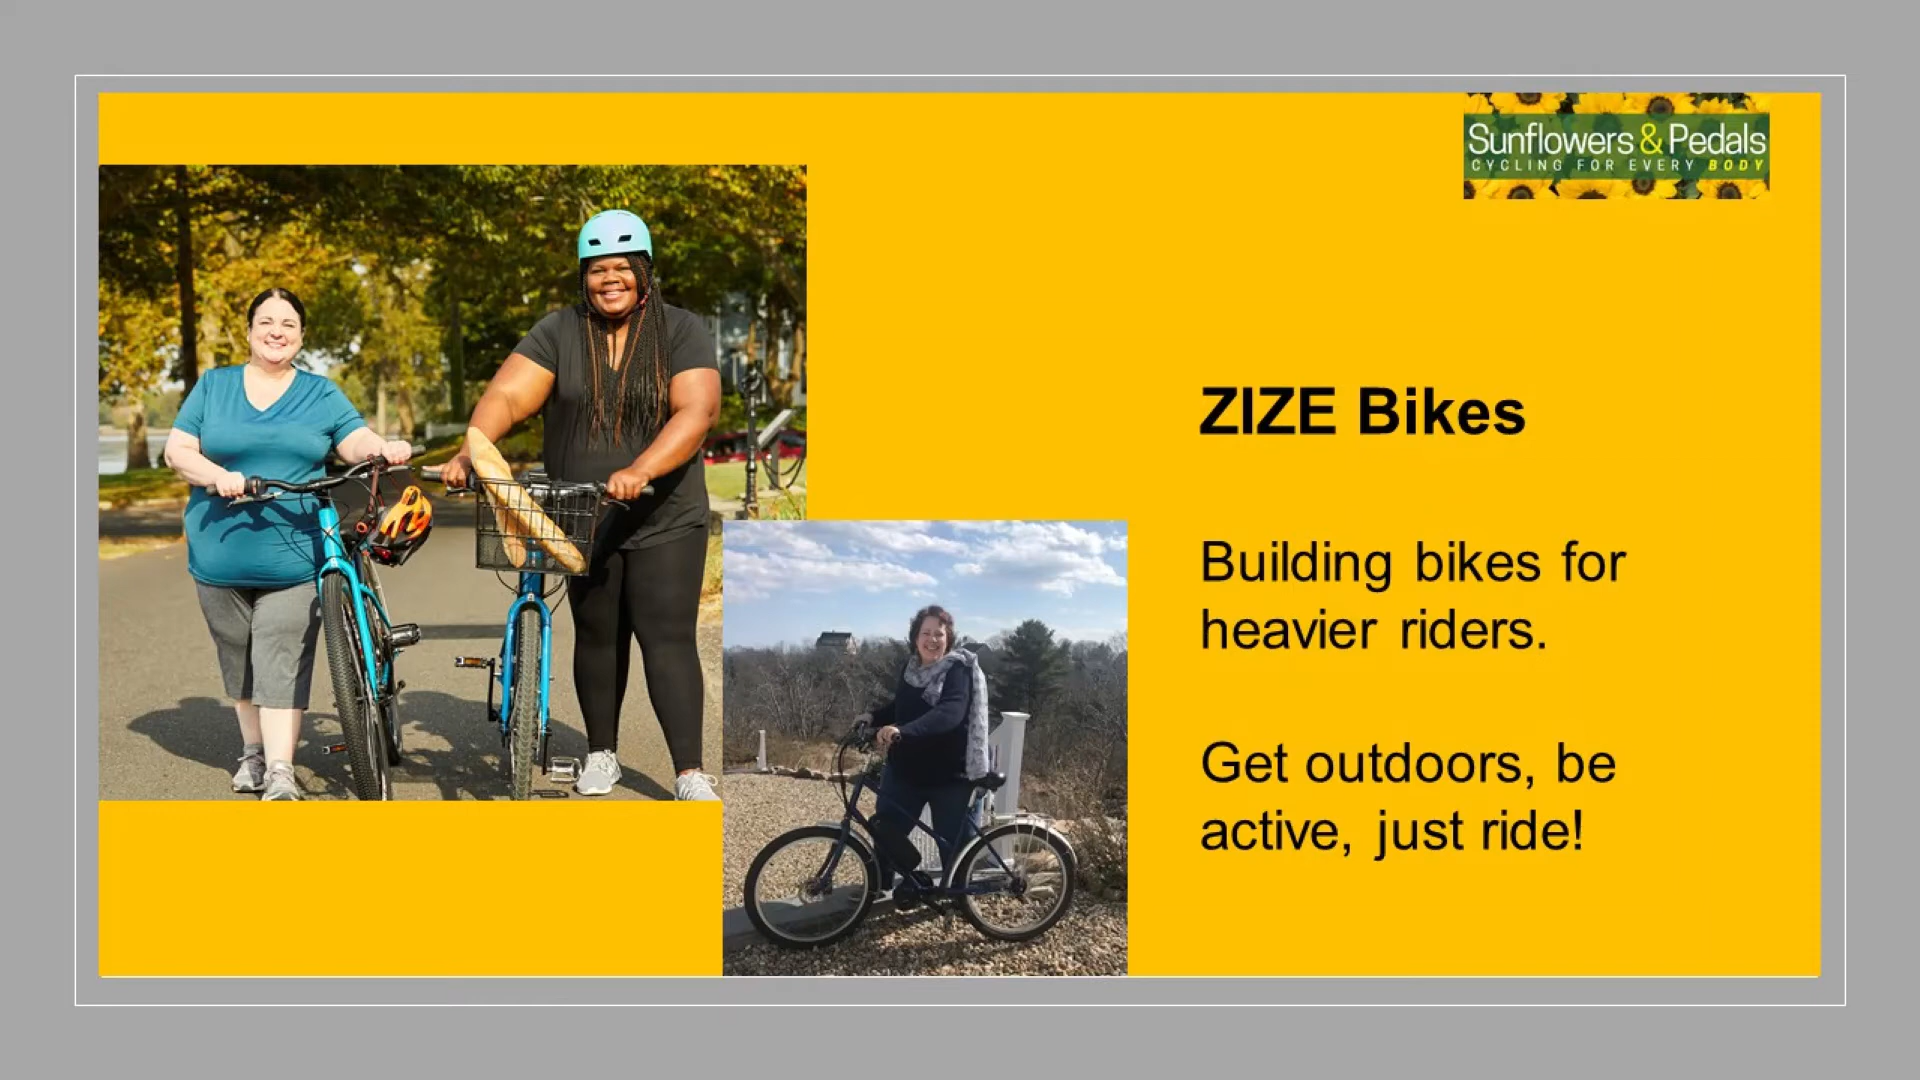 Sunflowers & Pedals
CYCLING FOR EVERY BODY
ZIZE Bikes
Building bikes for
heavier riders.
Get outdoors, be
active, just ride!